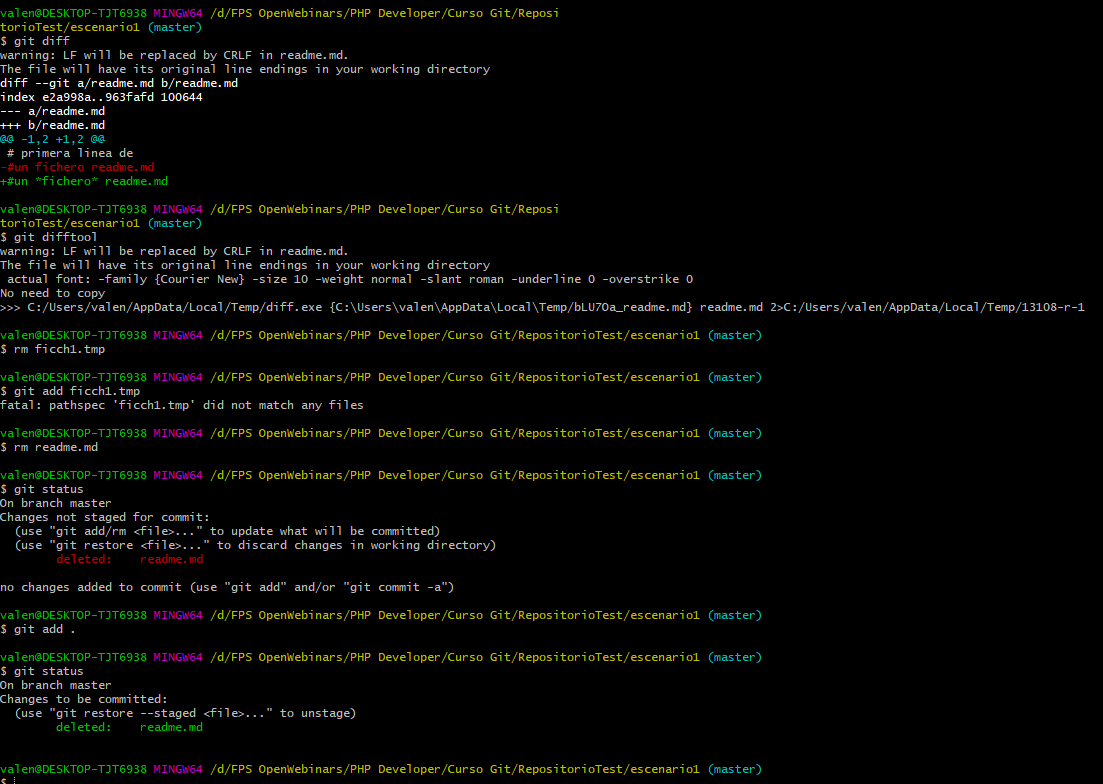 valen@DESKTOP-TJT6938 MINGW64 /d/FPS OpenWebinars/PHP Developer/Curso Git/Reposi
torioTest/escenario1 (master)
$ git diff
warning: LF will be replaced by CRLF in readme.md.
The file will have its original line endings in your working directory
diff --git a/readme.md b/readme.md
index e2a998a..963fafd 100644
--- a/readme.md
+++ b/readme.md
@@ -1,2 +1,2 @@
 # primera linea de
-#un fichero readme.md
+#un *fichero* readme.md

valen@DESKTOP-TJT6938 MINGW64 /d/FPS OpenWebinars/PHP Developer/Curso Git/Reposi
torioTest/escenario1 (master)
$ git difftool
warning: LF will be replaced by CRLF in readme.md.
The file will have its original line endings in your working directory
 actual font: -family {Courier New} -size 10 -weight normal -slant roman -underline 0 -overstrike 0
No need to copy
>>> C:/Users/valen/AppData/Local/Temp/diff.exe {C:\Users\valen\AppData\Local\Temp/bLU7Oa_readme.md} readme.md 2>C:/Users/valen/AppData/Local/Temp/13108-r-1

valen@DESKTOP-TJT6938 MINGW64 /d/FPS OpenWebinars/PHP Developer/Curso Git/RepositorioTest/escenario1 (master)
$ rm ficch1.tmp

valen@DESKTOP-TJT6938 MINGW64 /d/FPS OpenWebinars/PHP Developer/Curso Git/RepositorioTest/escenario1 (master)
$ git add ficch1.tmp
fatal: pathspec 'ficch1.tmp' did not match any files

valen@DESKTOP-TJT6938 MINGW64 /d/FPS OpenWebinars/PHP Developer/Curso Git/RepositorioTest/escenario1 (master)
$ rm readme.md

valen@DESKTOP-TJT6938 MINGW64 /d/FPS OpenWebinars/PHP Developer/Curso Git/RepositorioTest/escenario1 (master)
$ git status
On branch master
Changes not staged for commit:
  (use "git add/rm <file>..." to update what will be committed)
  (use "git restore <file>..." to discard changes in working directory)
        deleted:    readme.md

no changes added to commit (use "git add" and/or "git commit -a")

valen@DESKTOP-TJT6938 MINGW64 /d/FPS OpenWebinars/PHP Developer/Curso Git/RepositorioTest/escenario1 (master)
$ git add .

valen@DESKTOP-TJT6938 MINGW64 /d/FPS OpenWebinars/PHP Developer/Curso Git/RepositorioTest/escenario1 (master)
$ git status
On branch master
Changes to be committed:
  (use "git restore --staged <file>..." to unstage)
        deleted:    readme.md


valen@DESKTOP-TJT6938 MINGW64 /d/FPS OpenWebinars/PHP Developer/Curso Git/RepositorioTest/escenario1 (master)
$